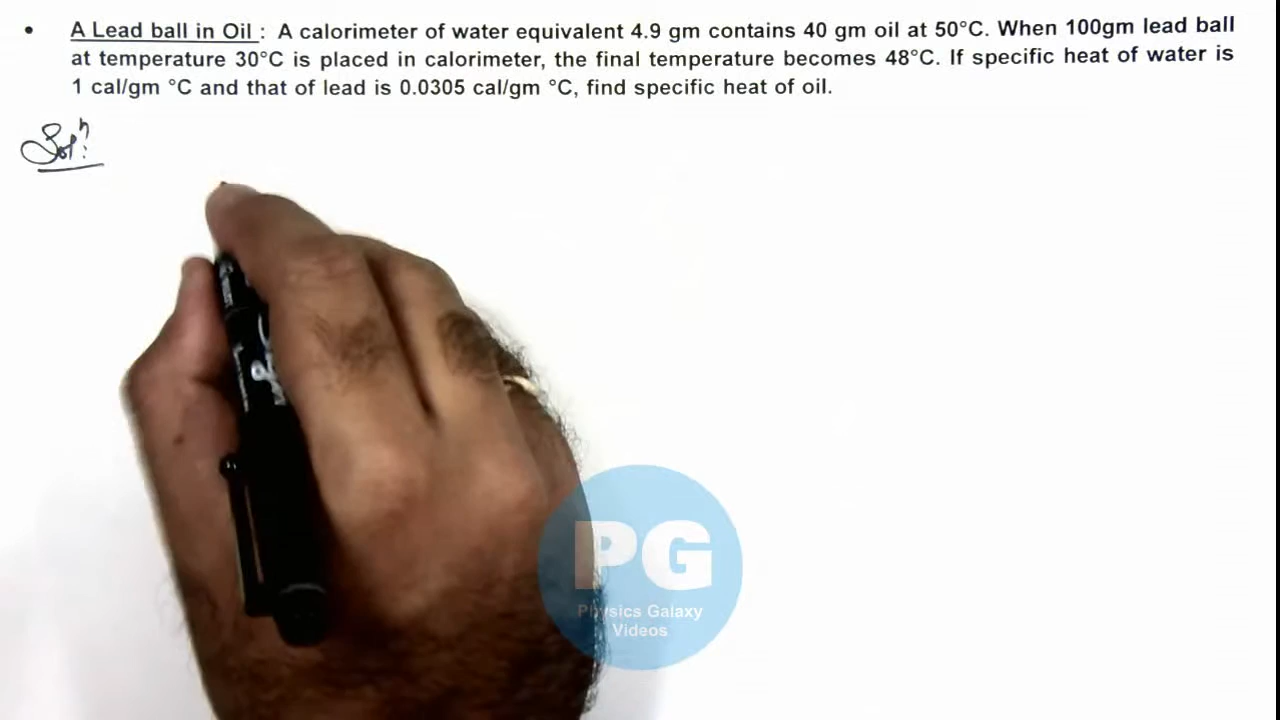 • A Lead ball in Oil : A calorimeter of water equivalent 4.9 gm contains 40 gm oil at 50°C. When 100gm lead ball
at temperature 30°C is placed in calorimeter, the final temperature becomes 48°C. If specific heat of water is
1 cal/gm °C and that of lead is 0.0305 cal/gm °C, find specific heat of oil.
Solⁿ:
PG
Physics Galaxy
Videos